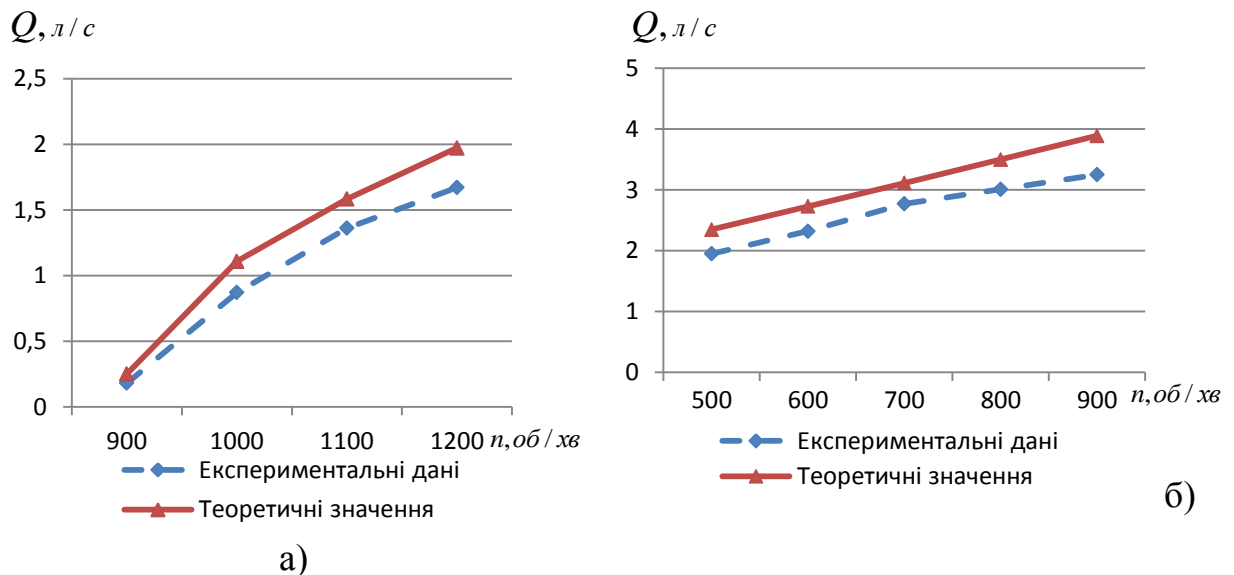 Q, л / с
2,5
2
1,5
1
0,5
0
900 1000 1100 1200 n, об / хв
Експериментальні дані
Теоретичні значення
а)
Q, л / с
5
4
3
2
1
0
500 600 700 800 900 n, об / хв
Експериментальні дані
Теоретичні значення
б)